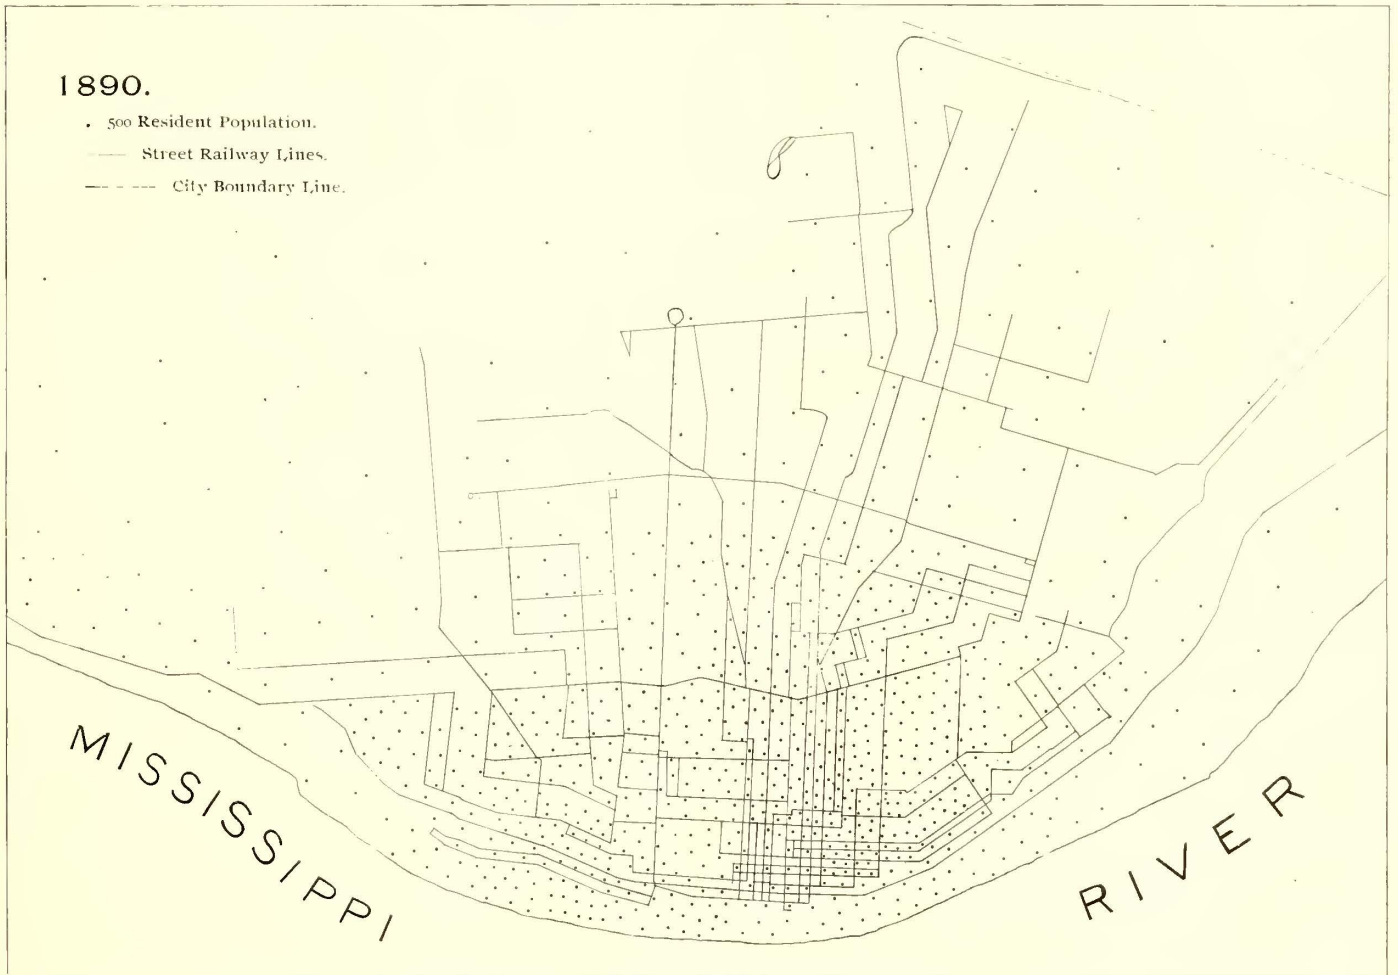 1890.
. 500 Resident Population.
Street Railway Lines.
City Boundary Line.
MISSISSIPPI
RIVER